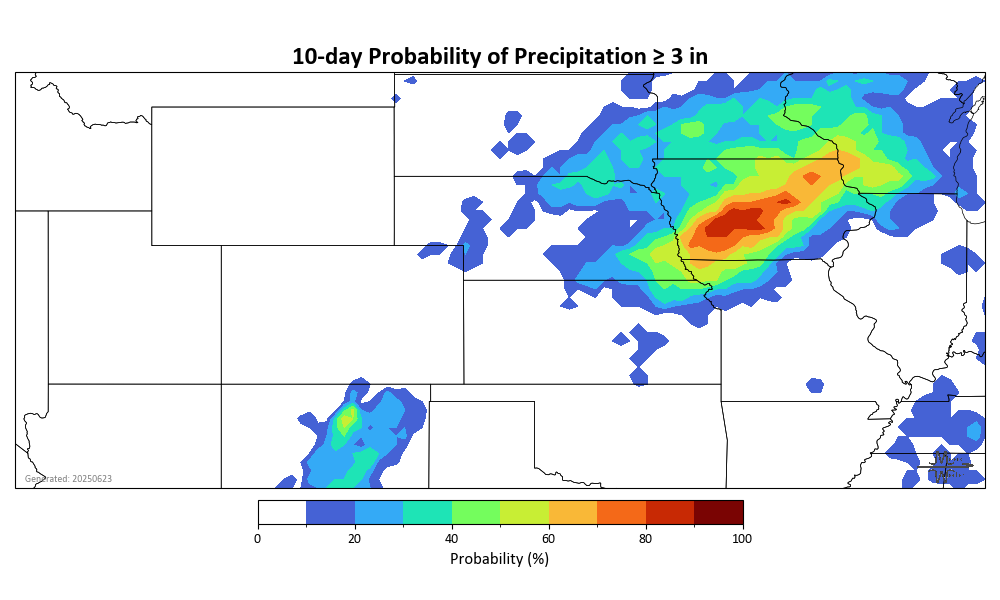 10-day Probability of Precipitation ≥ 3 in
Generated: 20250623
0 20 40 60 80 100
Probability (%)